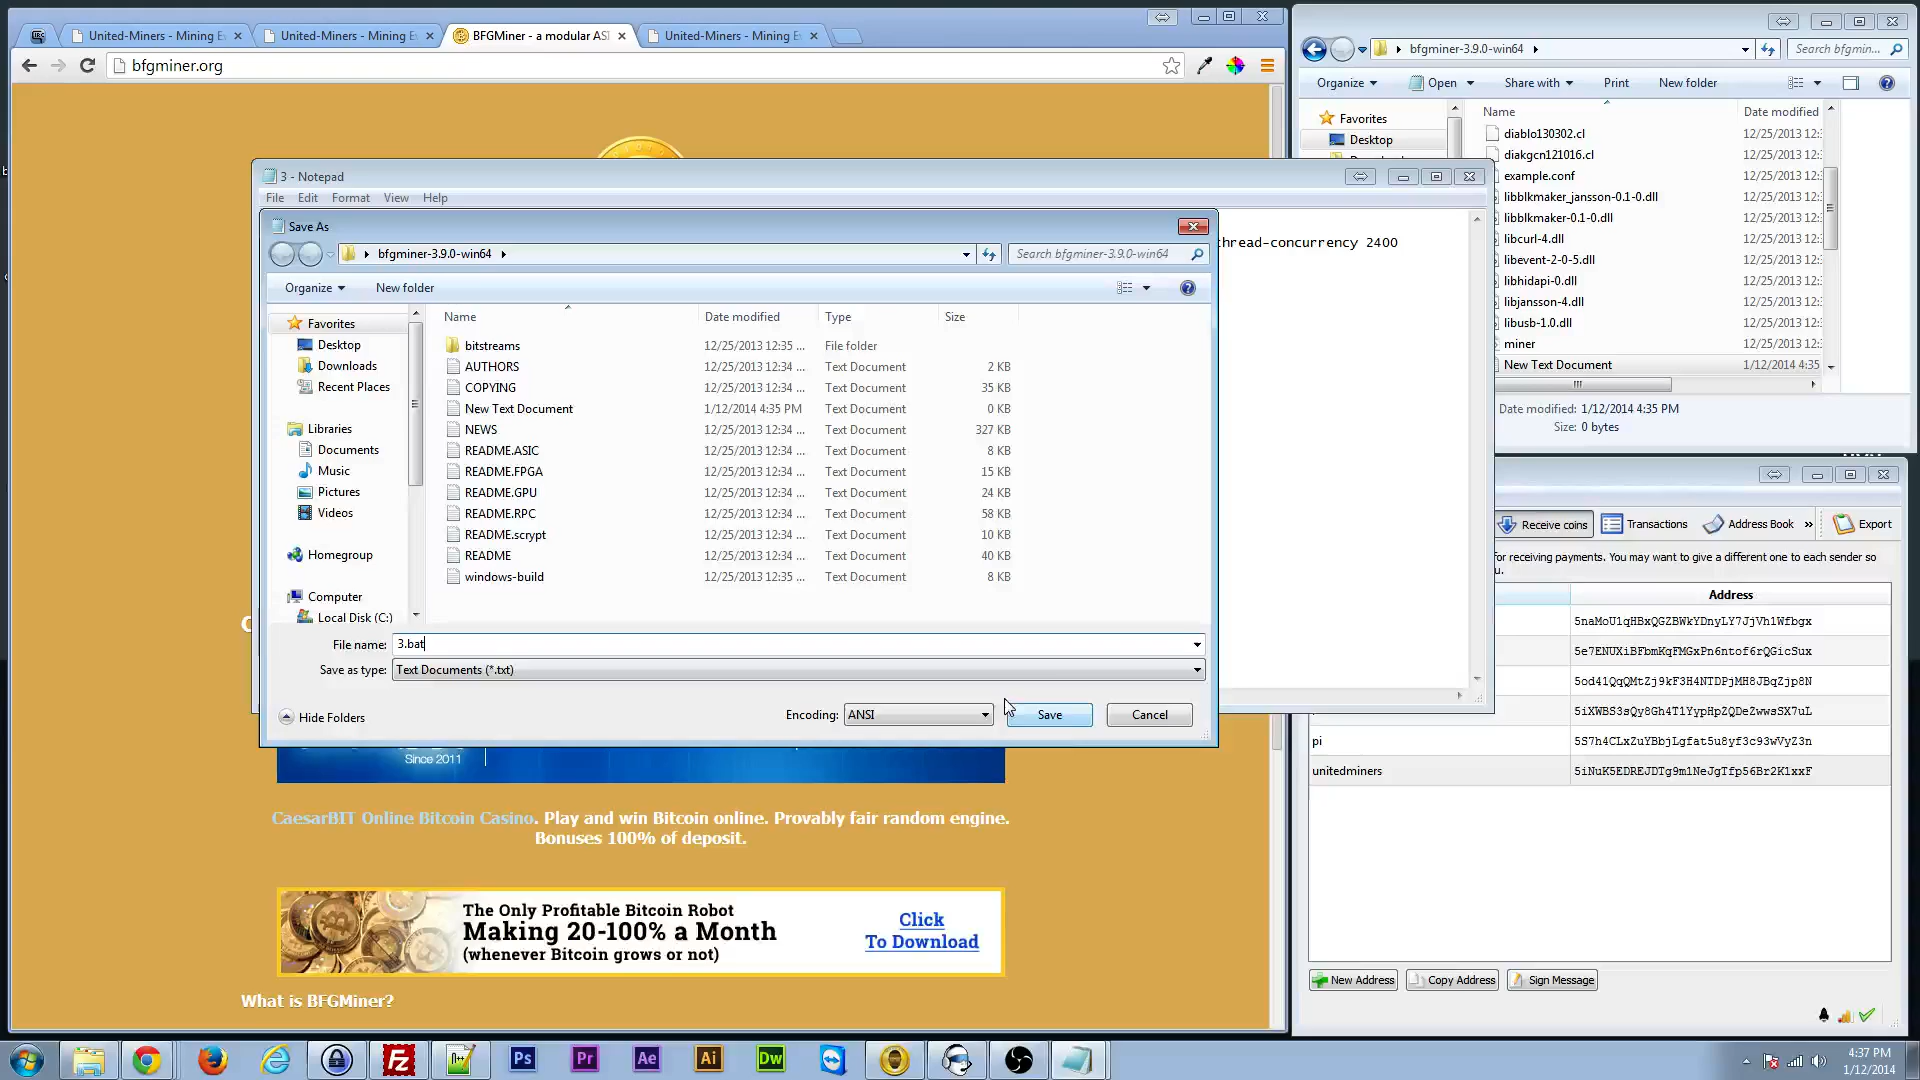 United-Miners - Mining E
United-Miners - Mining E
BFGMiner - a modular ASI
United-Miners - Mining E
bfgminer.org
3 - Notepad
File Edit Format View Help
hread-concurrency 2400
Save As
bfgminer-3.9.0-win64
Search bfgminer-3.9.0-win64
Organize New folder
Name Date modified Type Size
Favorites
Desktop
Downloads
Recent Places
Libraries
Documents
Music
Pictures
Videos
Homegroup
Computer
Local Disk (C:)
bitstreams 12/25/2013 12:35 ... File folder
AUTHORS 12/25/2013 12:34 ... Text Document 2 KB
COPYING 12/25/2013 12:34 ... Text Document 35 KB
New Text Document 1/12/2014 4:35 PM Text Document 0 KB
NEWS 12/25/2013 12:34 ... Text Document 327 KB
README.ASIC 12/25/2013 12:34 ... Text Document 8 KB
README.FPGA 12/25/2013 12:34 ... Text Document 15 KB
README.GPU 12/25/2013 12:34 ... Text Document 24 KB
README.RPC 12/25/2013 12:34 ... Text Document 58 KB
README.scrypt 12/25/2013 12:34 ... Text Document 10 KB
README 12/25/2013 12:34 ... Text Document 40 KB
windows-build 12/25/2013 12:35 ... Text Document 8 KB
File name: 3.bat
Save as type: Text Documents (*.txt)
Hide Folders
Encoding: ANSI
Save
Cancel
Since 2011
CaesarBIT Online Bitcoin Casino. Play and win Bitcoin online. Provably fair random engine.
Bonuses 100% of deposit.
The Only Profitable Bitcoin Robot
Making 20-100% a Month
(whenever Bitcoin grows or not)
Click
To Download
What is BFGMiner?
bfgminer-3.9.0-win64
Search bfgmin...
Organize Open Share with Print New folder
Favorites
Desktop
Name Date modified
diablo130302.cl 12/25/2013 12:
diakgcn121016.cl 12/25/2013 12:
example.conf 12/25/2013 12:
libblkmaker_jansson-0.1-0.dll 12/25/2013 12:
libblkmaker-0.1-0.dll 12/25/2013 12:
libcurl-4.dll 12/25/2013 12:
libevent-2-0-5.dll 12/25/2013 12:
libhidapi-0.dll 12/25/2013 12:
libjansson-4.dll 12/25/2013 12:
libusb-1.0.dll 12/25/2013 12:
miner 12/25/2013 12:
New Text Document 1/12/2014 4:35
Date modified: 1/12/2014 4:35 PM
Size: 0 bytes
Receive coins Transactions Address Book » Export
for receiving payments. You may want to give a different one to each sender so
u.
Address
5naMoU1qHBxQGZBWkYDnyLY7JjVh1Wfbgx
5e7ENUXiBFbmKqFMGxPn6ntof6rQGicSux
5od41QqQMtZj9kF3H4NTDPjMH8JBqZjp8N
5iXWBS3sQy8Gh4T1YypHpZQDeZwwsSX7uL
pi 5S7h4CLxZuYBbjLgfat5u8yf3c93wVyZ3n
unitedminers 5iNuK5EDREJDTg9m1NeJgTfp56Br2K1xxF
New Address Copy Address Sign Message
Ps Pr Ae Ai Dw
4:37 PM
1/12/2014